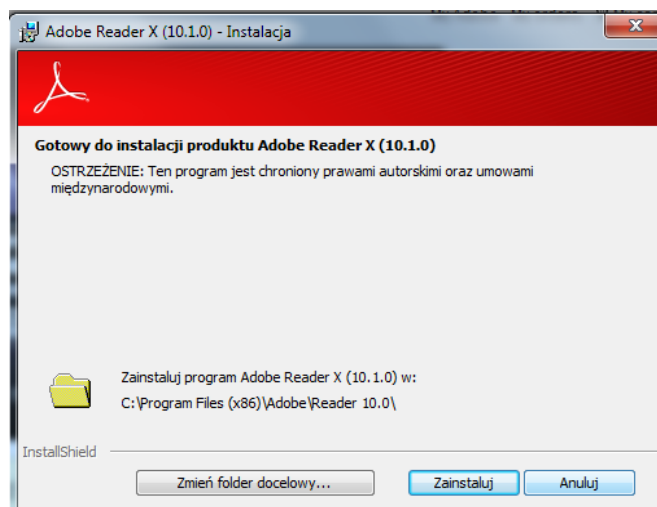 Adobe Reader X (10.1.0) - Instalacja
Gotowy do instalacji produktu Adobe Reader X (10.1.0)
OSTRZEŻENIE: Ten program jest chroniony prawami autorskimi oraz umowami
międzynarodowymi.
Zainstaluj program Adobe Reader X (10.1.0) w:
C:\Program Files (x86)\Adobe\Reader 10.0\
InstallShield
Zmień folder docelowy... Zainstaluj Anuluj